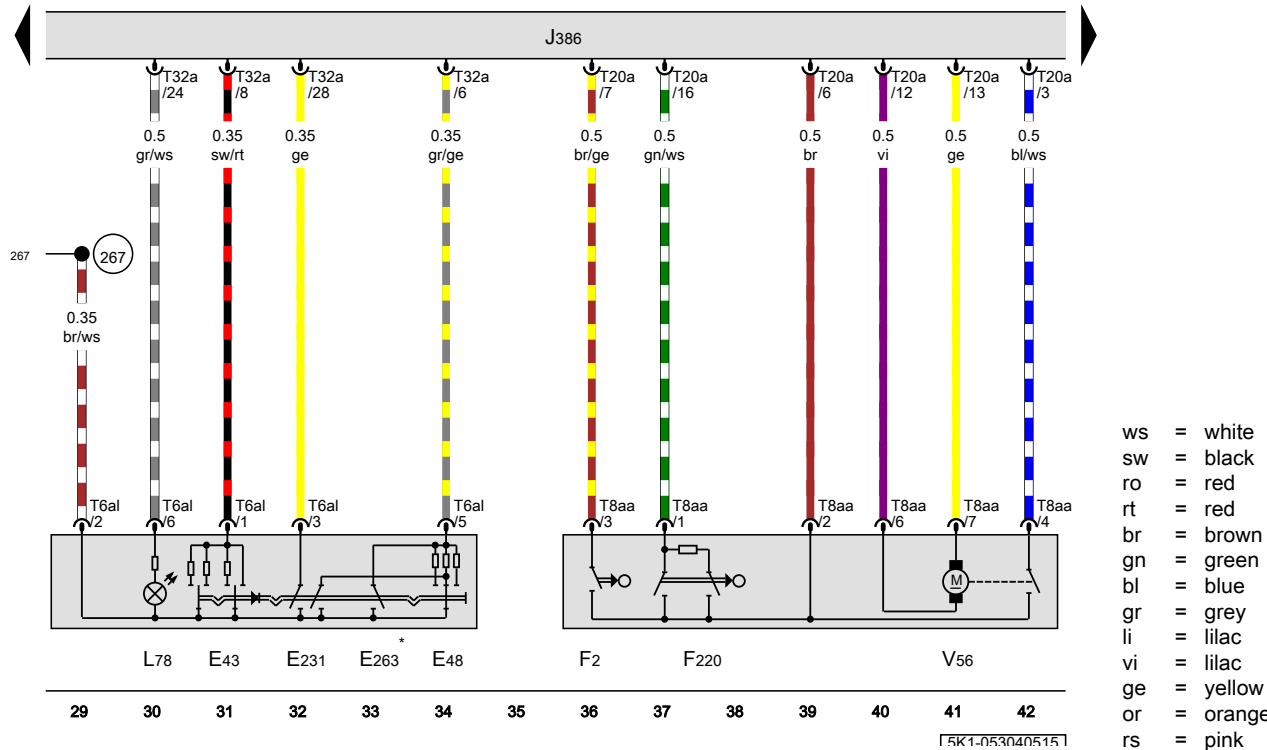 J386
T32a /24
T32a /8
T32a /28
T32a /6
T20a /7
T20a /16
T20a /6
T20a /12
T20a /13
T20a /3
0.5 gr/ws
0.35 sw/rt
0.35 ge
0.35 gr/ge
0.5 br/ge
0.5 gn/ws
0.5 br
0.5 vi
0.5 ge
0.5 bl/ws
267
267
0.35 br/ws
T6al /2
T6al /6
T6al /1
T6al /3
T6al /5
T8aa /3
T8aa /1
T8aa /2
T8aa /6
T8aa /7
T8aa /4
M
L78 E43 E231 E263 * E48 F2 F220 V56
29 30 31 32 33 34 35 36 37 38 39 40 41 42
5K1-053040515
ws = white
sw = black
ro = red
rt = red
br = brown
gn = green
bl = blue
gr = grey
li = lilac
vi = lilac
ge = yellow
or = orange
rs = pink